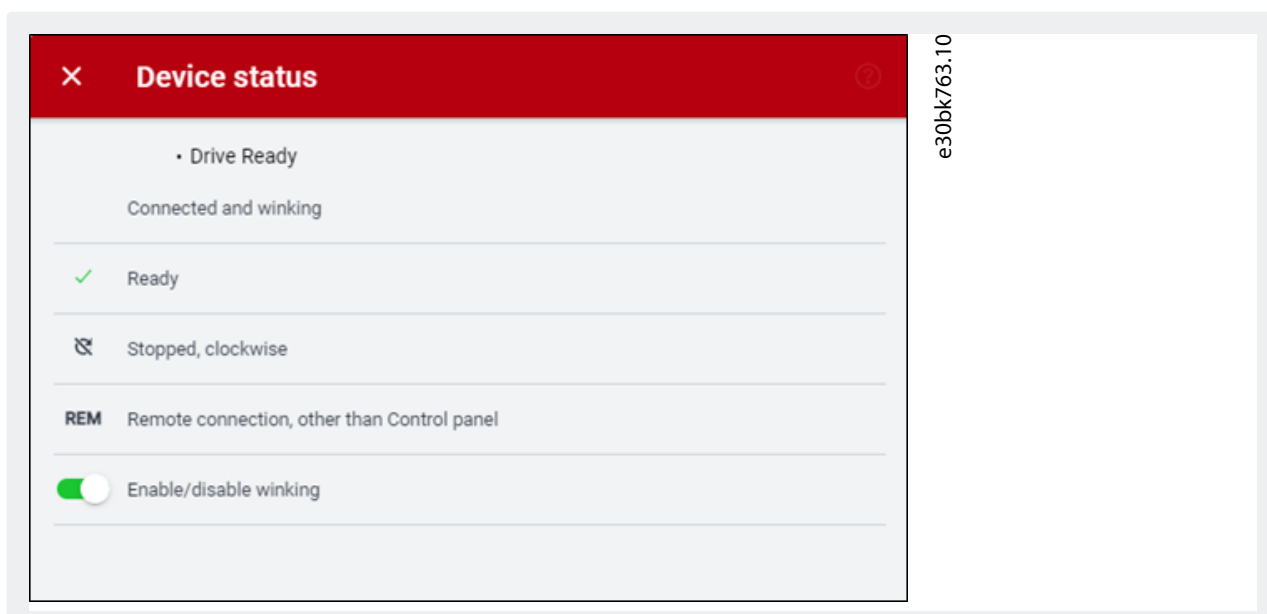 Device status
• Drive Ready
Connected and winking
Ready
Stopped, clockwise
REM Remote connection, other than Control panel
Enable/disable winking
e30bk763.10